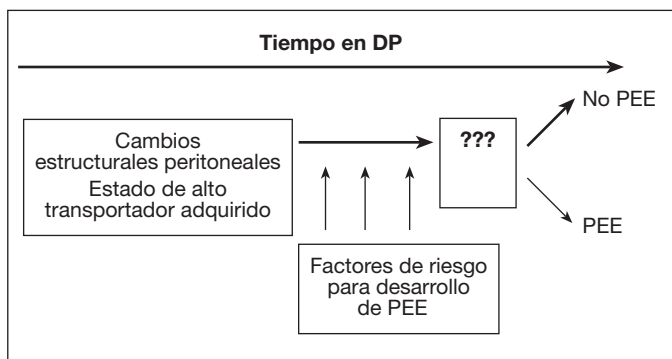 Tiempo en DP
Cambios
estructurales peritoneales
Estado de alto
transportador adquirido
???
No PEE
PEE
Factores de riesgo
para desarrollo
de PEE